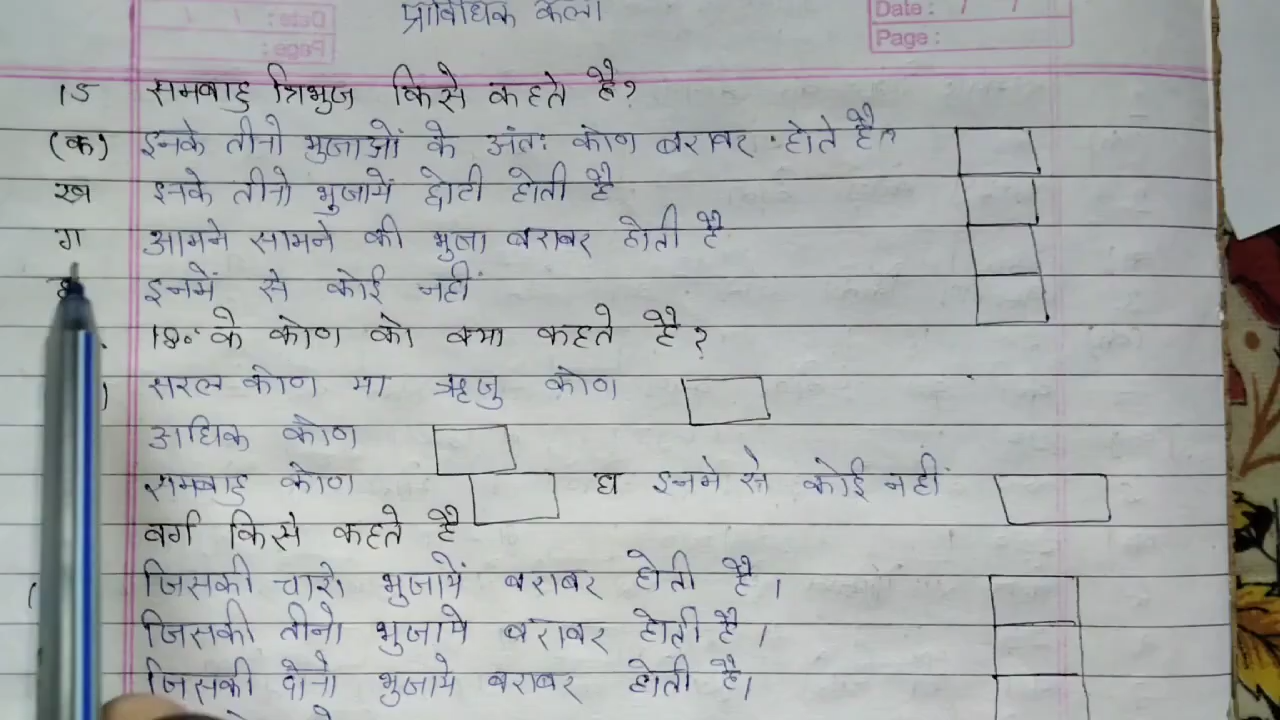 प्राविधिक कला
Date: / /
Page:
15 समबाहु त्रिभुज किसे कहते है?
(क) इनके तीनो भुजाओं के अंतः कोण बराबर होते है
ख इनके तीनो भुजायें छोटी होती है
ग आमने सामने की भुजा बराबर होती है
इनमें से कोई नहीं
180° के कोण को क्या कहते है?
) सरल कोण या ऋजु कोण
अधिक कोण
समबाहु कोण घ इनमे से कोई नहीं
वर्ग किसे कहते है
जिसकी चारो भुजायें बराबर होती है।
जिसकी तीनो भुजाये बराबर होती है।
जिसकी दोनो भुजाये बराबर होती है।